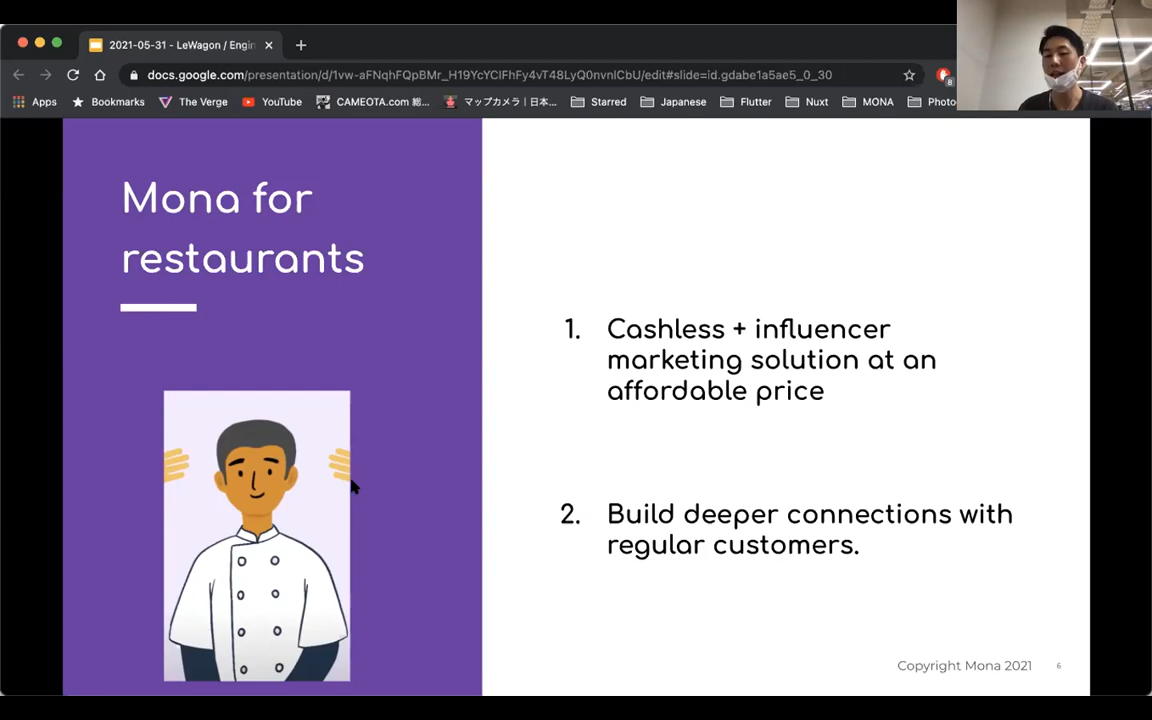 2021-05-31 - LeWagon / Engin
docs.google.com/presentation/d/1vw-aFNqhFQpBMr_H19YcYClFhFy4vT48LyQ0nvnlCbU/edit#slide=id.gdabe1a5ae5_0_30
8
Apps Bookmarks The Verge YouTube CAMEOTA.com 総... マップカメラ | 日本... Starred Japanese Flutter Nuxt MONA Photo
Mona for
restaurants
1. Cashless + influencer
marketing solution at an
affordable price
2. Build deeper connections with
regular customers.
Copyright Mona 2021 6